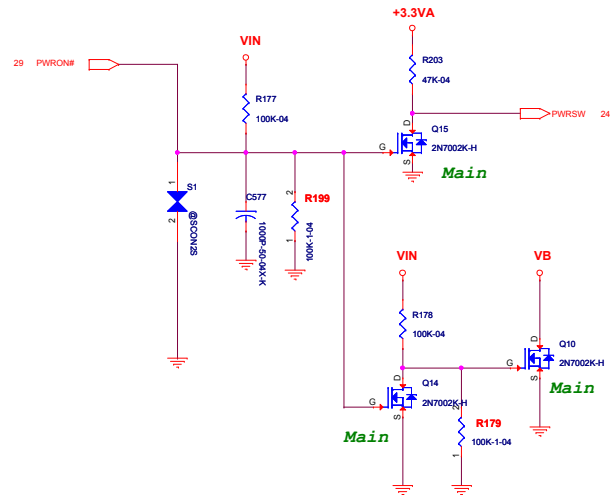 +3.3VA
29 PWRON#
VIN
R203
47K-04
R177
100K-04
D
Q15
PWRSW 24
G
2N7002K-H
S
Main
1
S1
2
@SCON2S
C577
1000P-50-04X-K
2
R199
1
100K-1-04
VIN
VB
R178
100K-04
D
Q10
G
2N7002K-H
S
Main
D
Q14
G
2N7002K-H
S
Main
2
R179
100K-1-04
1